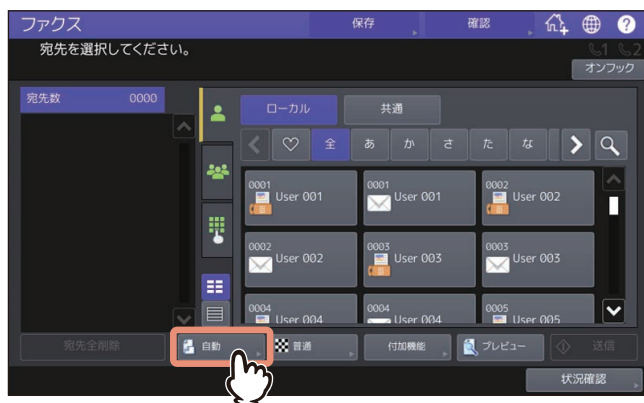 ファクス
保存
確認
?
宛先を選択してください。
1 2
オンフック
宛先数 0000
ローカル
共通
全 あ か さ た な
0001 User 001
0001 User 001
0002 User 002
0002 User 002
0003 User 003
0003 User 003
0004 User 004
0004 User 004
0005 User 005
宛先全削除
自動
普通
付加機能
プレビュー
送信
状況確認